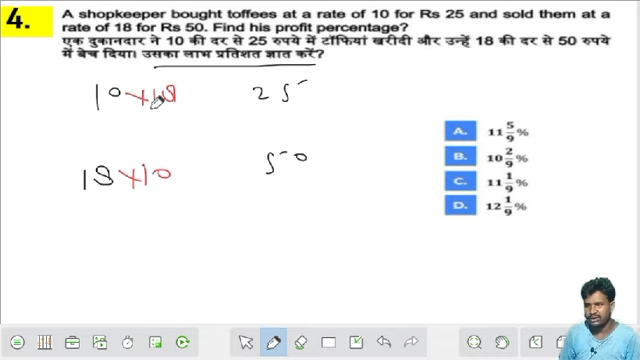 4.
A shopkeeper bought toffees at a rate of 10 for Rs 25 and sold them at a
rate of 18 for Rs 50. Find his profit percentage?
एक दुकानदार ने 10 की दर से 25 रुपये में टॉफियां खरीदी और उन्हें 18 की दर से 50 रुपये
में बेच दिया। उसका लाभ प्रतिशत ज्ञात करें?
10 ×18 25
18 ×10 50
A. 11 5/9 %
B. 10 2/9 %
C. 11 1/9 %
D. 12 1/9 %